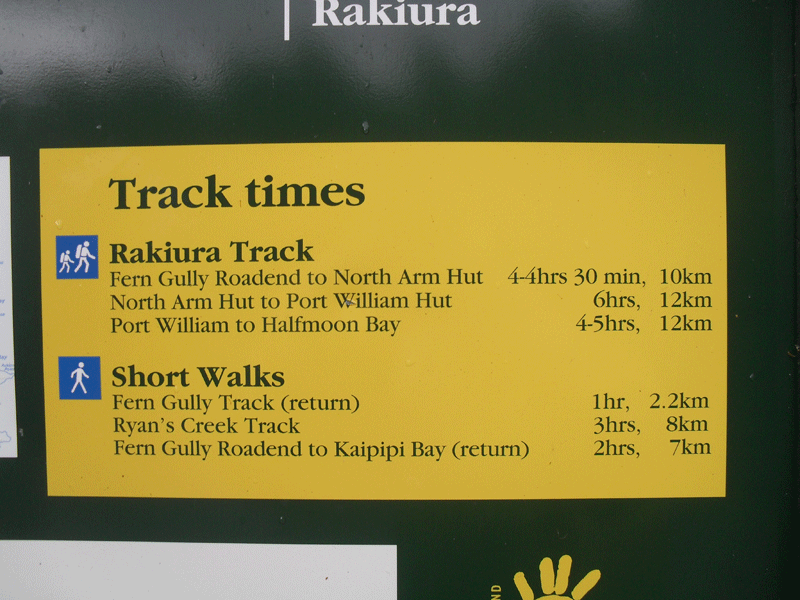 Rakiura
Track times
Rakiura Track
Fern Gully Roadend to North Arm Hut 4-4hrs 30 min, 10km
North Arm Hut to Port William Hut 6hrs, 12km
Port William to Halfmoon Bay 4-5hrs, 12km
Short Walks
Fern Gully Track (return) 1hr, 2.2km
Ryan's Creek Track 3hrs, 8km
Fern Gully Roadend to Kaipipi Bay (return) 2hrs, 7km